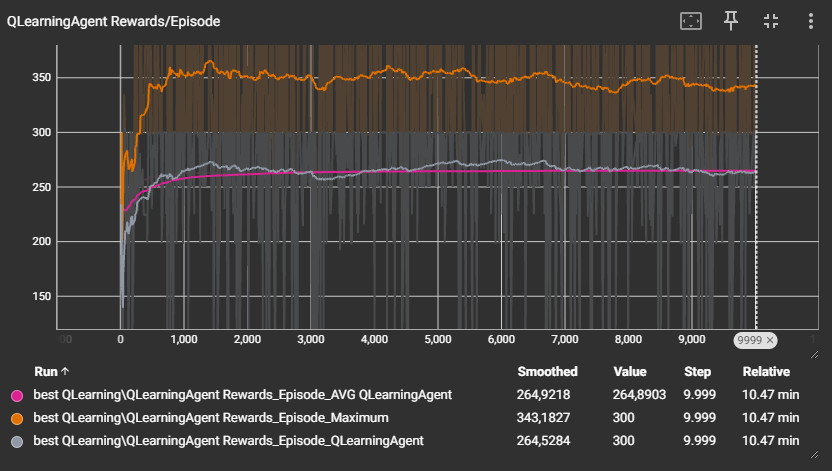 QLearningAgent Rewards/Episode
350
300
250
200
150
0 1,000 2,000 3,000 4,000 5,000 6,000 7,000 8,000 9,000 9999 ×
Run ↑ Smoothed Value Step Relative
best QLearning\QLearningAgent Rewards_Episode_AVG QLearningAgent 264,9218 264,8903 9.999 10.47 min
best QLearning\QLearningAgent Rewards_Episode_Maximum 343,1827 300 9.999 10.47 min
best QLearning\QLearningAgent Rewards_Episode_QLearningAgent 264,5284 300 9.999 10.47 min